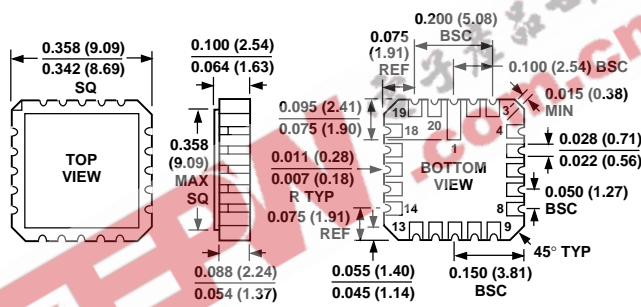 0.358 (9.09)
0.342 (8.69)
SQ
0.100 (2.54)
0.064 (1.63)
0.358
(9.09)
MAX
SQ
0.088 (2.24)
0.054 (1.37)
TOP
VIEW
0.200 (5.08)
BSC
0.075
(1.91)
REF
0.100 (2.54) BSC
0.015 (0.38)
MIN
0.095 (2.41)
0.075 (1.90)
0.011 (0.28)
0.007 (0.18)
R TYP
0.075 (1.91)
REF
19
20
3
18
4
1
BOTTOM
VIEW
14
8
13
9
0.028 (0.71)
0.022 (0.56)
0.050 (1.27)
BSC
45° TYP
0.055 (1.40)
0.045 (1.14)
0.150 (3.81)
BSC
.com.cn